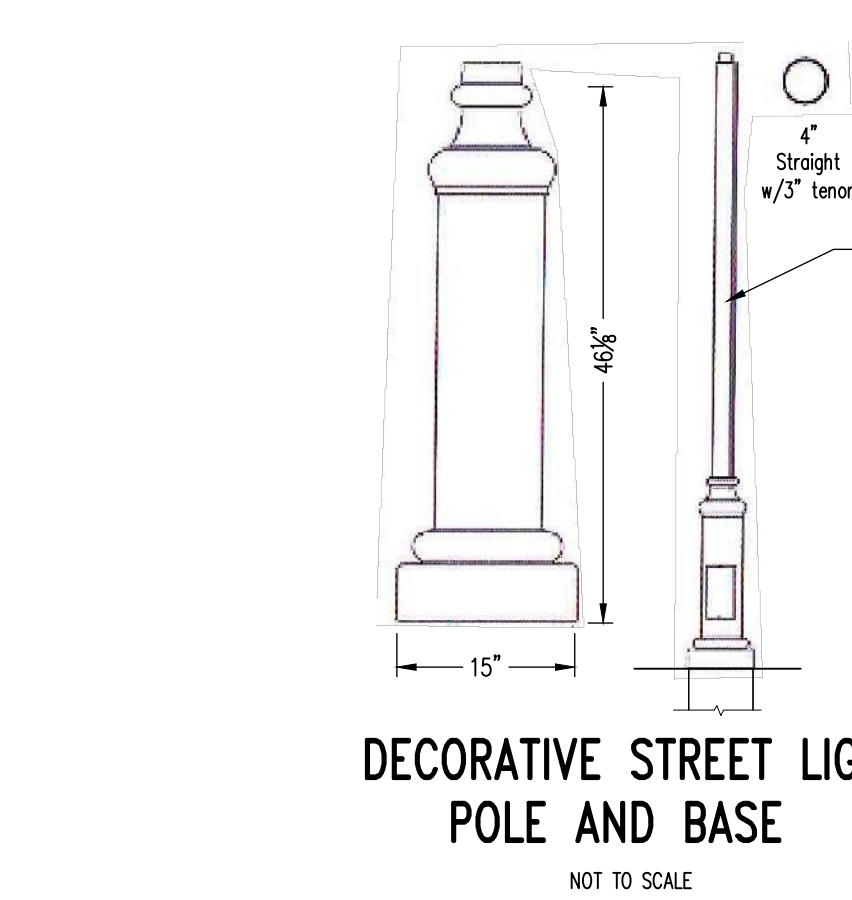 4"
Straight
w/3" tenon
46⅛"
15"
DECORATIVE STREET LIG
POLE AND BASE
NOT TO SCALE